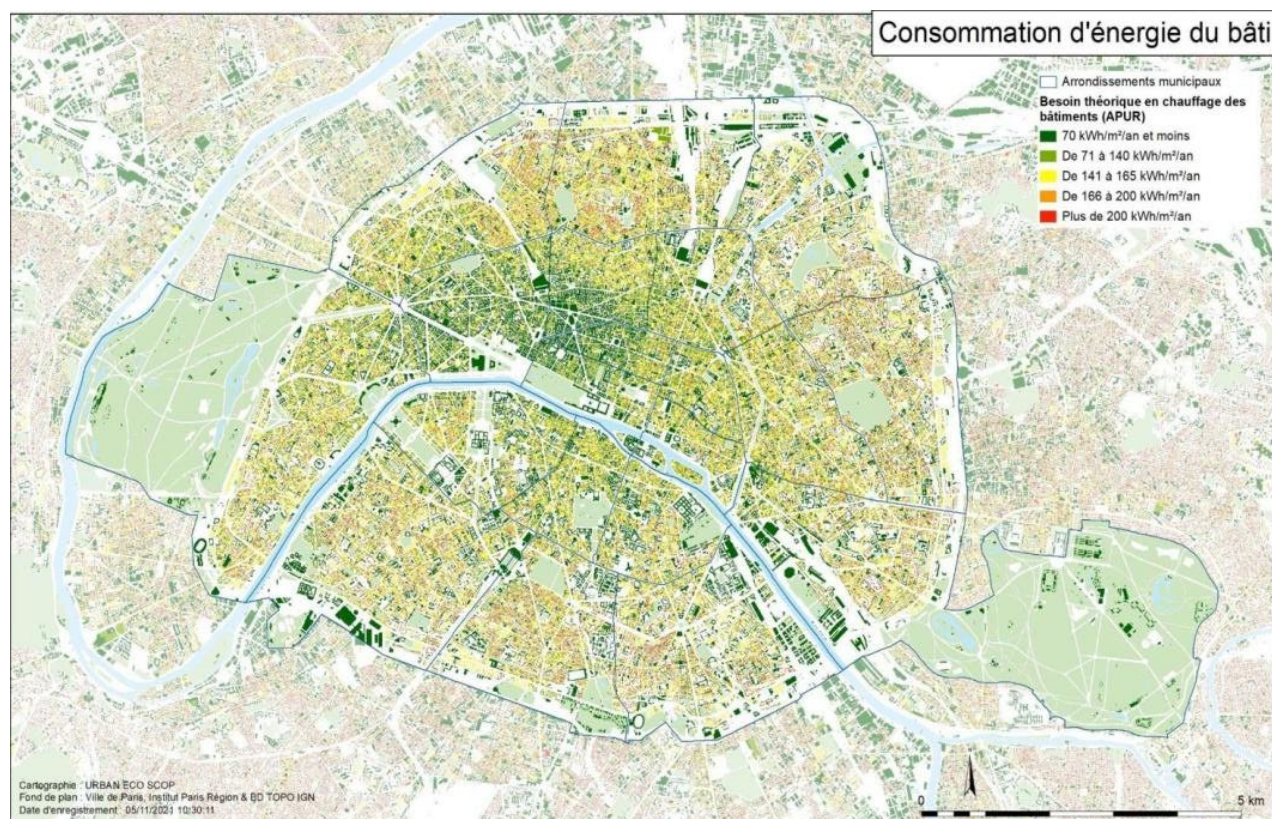 Consommation d'énergie du bâti
Arrondissements municipaux
Besoin théorique en chauffage des
bâtiments (APUR)
70 kWh/m²/an et moins
De 71 à 140 kWh/m²/an
De 141 à 165 kWh/m²/an
De 166 à 200 kWh/m²/an
Plus de 200 kWh/m²/an
Cartographie : URBAN ECO SCOP
Fond de plan : Ville de Paris, Institut Paris Région & BD TOPO IGN
Date d'enregistrement : 05/11/2021 10:30:11
0 5 km